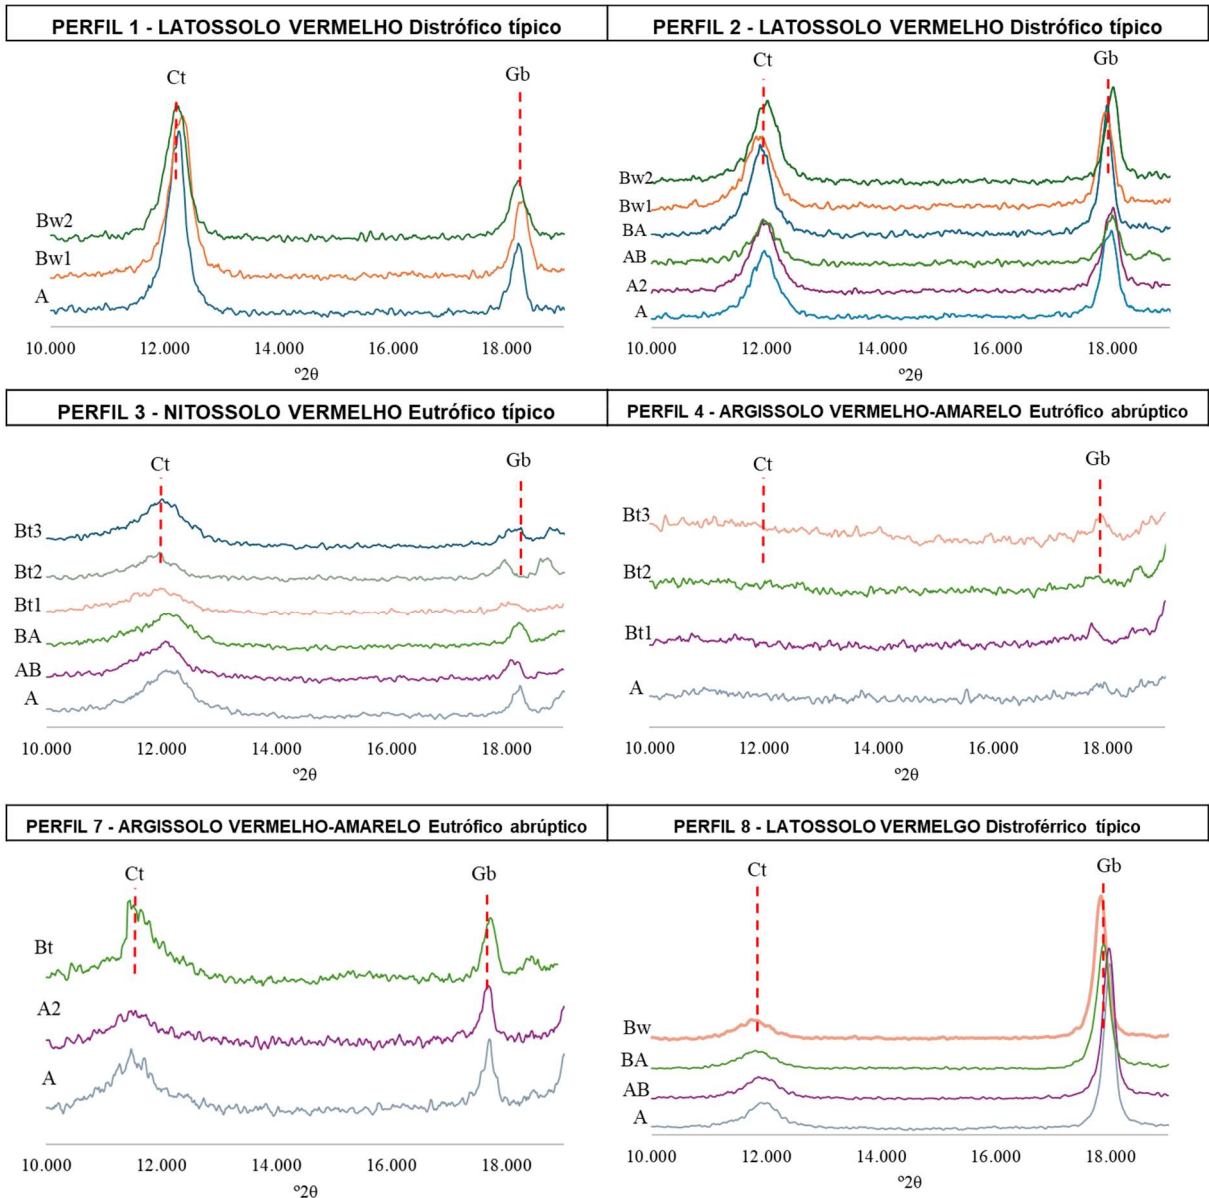 PERFIL 1 - LATOSSOLO VERMELHO Distrófico típico
Ct
Gb
Bw2
Bw1
A
10.000 12.000 14.000 16.000 18.000
º2θ
PERFIL 2 - LATOSSOLO VERMELHO Distrófico típico
Ct
Gb
Bw2
Bw1
BA
AB
A2
A
10.000 12.000 14.000 16.000 18.000
º2θ
PERFIL 3 - NITOSSOLO VERMELHO Eutrófico típico
Ct
Gb
Bt3
Bt2
Bt1
BA
AB
A
10.000 12.000 14.000 16.000 18.000
º2θ
PERFIL 4 - ARGISSOLO VERMELHO-AMARELO Eutrófico abrúptico
Ct
Gb
Bt3
Bt2
Bt1
A
10.000 12.000 14.000 16.000 18.000
º2θ
PERFIL 7 - ARGISSOLO VERMELHO-AMARELO Eutrófico abrúptico
Ct
Gb
Bt
A2
A
10.000 12.000 14.000 16.000 18.000
º2θ
PERFIL 8 - LATOSSOLO VERMELGO Distroférrico típico
Ct
Gb
Bw
BA
AB
A
10.000 12.000 14.000 16.000 18.000
º2θ